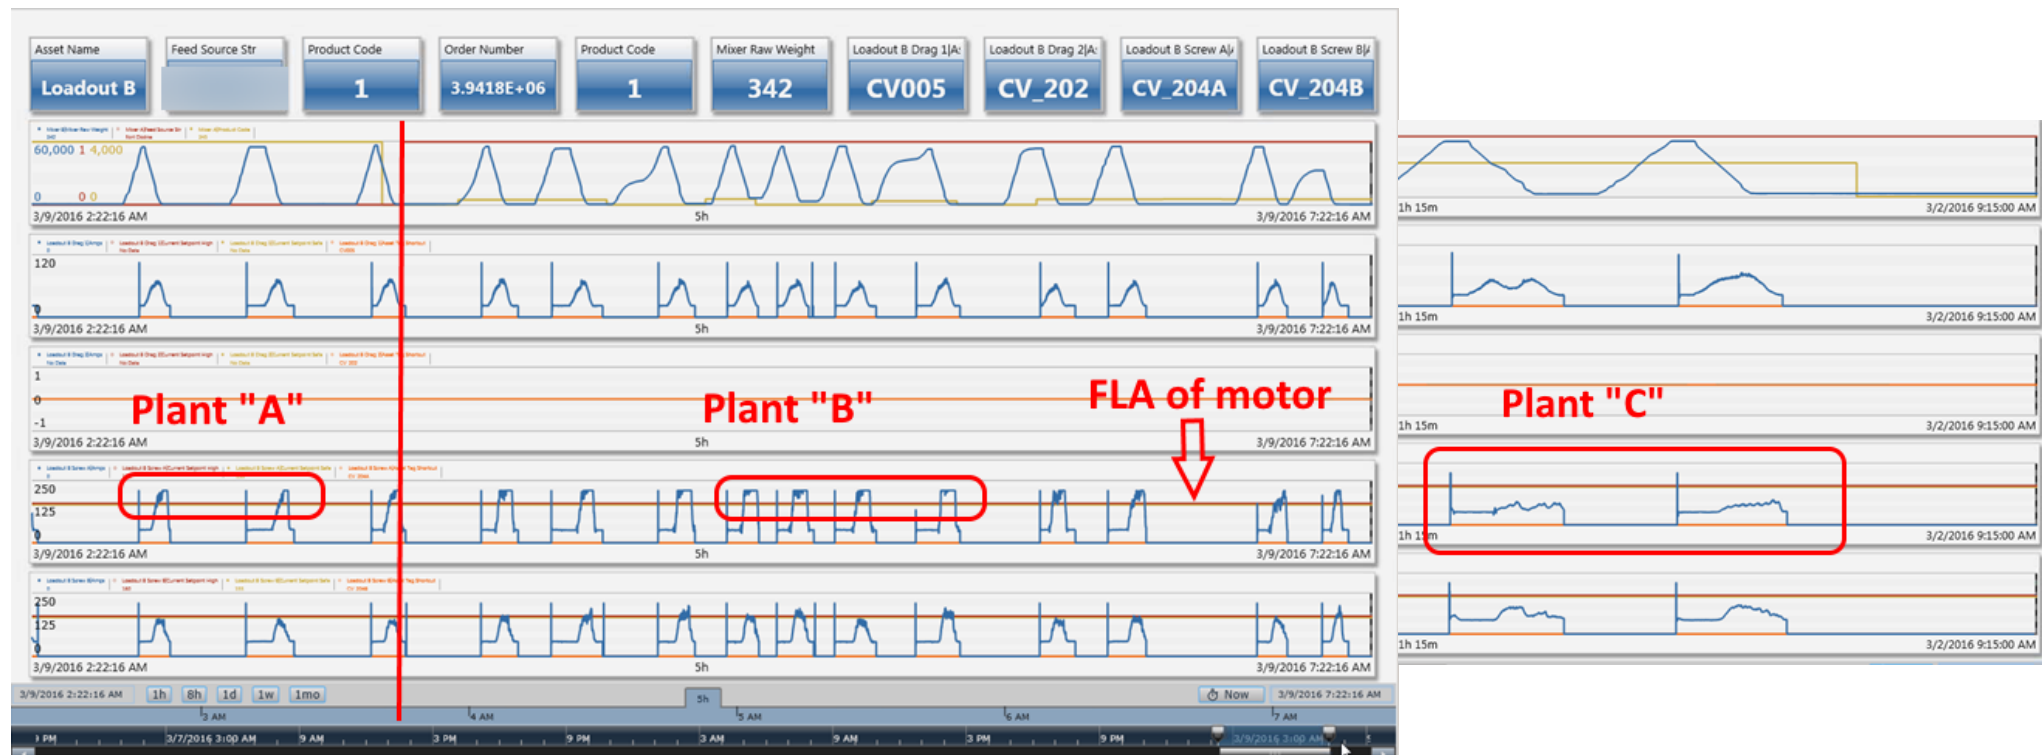 Asset Name
Feed Source Str
Product Code
Order Number
Product Code
Mixer Raw Weight
Loadout B Drag 1|A:
Loadout B Drag 2|A:
Loadout B Screw A|
Loadout B Screw B|
Loadout B
1
3.9418E+06
1
342
CV005
CV_202
CV_204A
CV_204B
60,000 1 4,000
0 0 0
3/9/2016 2:22:16 AM 5h 3/9/2016 7:22:16 AM
1h 15m 3/2/2016 9:15:00 AM
120
0
3/9/2016 2:22:16 AM 5h 3/9/2016 7:22:16 AM
1h 15m 3/2/2016 9:15:00 AM
1
0
-1
Plant "A"
Plant "B"
FLA of motor
Plant "C"
3/9/2016 2:22:16 AM 5h 3/9/2016 7:22:16 AM
1h 15m 3/2/2016 9:15:00 AM
250
125
0
3/9/2016 2:22:16 AM 5h 3/9/2016 7:22:16 AM
1h 15m 3/2/2016 9:15:00 AM
250
125
0
3/9/2016 2:22:16 AM 5h 3/9/2016 7:22:16 AM
1h 15m 3/2/2016 9:15:00 AM
3/9/2016 2:22:16 AM 1h 8h 1d 1w 1mo 5h Now 3/9/2016 7:22:16 AM
3 AM 4 AM 5 AM 6 AM 7 AM
PM 3/7/2016 3:00 AM 9 AM 3 PM 9 PM 3 AM 9 AM 3 PM 9 PM 3/9/2016 3:00 AM